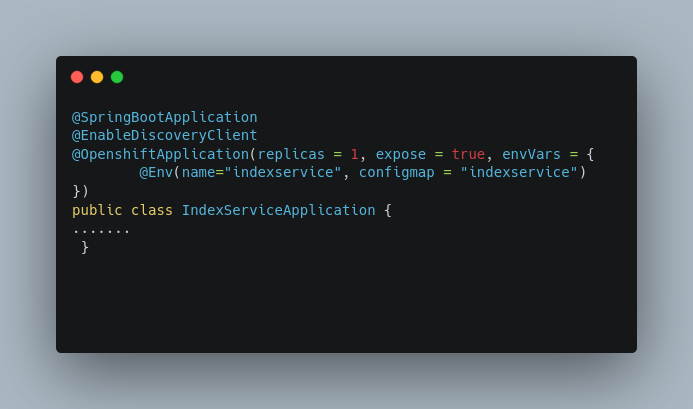 @SpringBootApplication
@EnableDiscoveryClient
@OpenshiftApplication(replicas = 1, expose = true, envVars = {
        @Env(name="indexservice", configmap = "indexservice")
})
public class IndexServiceApplication {
.......
 }